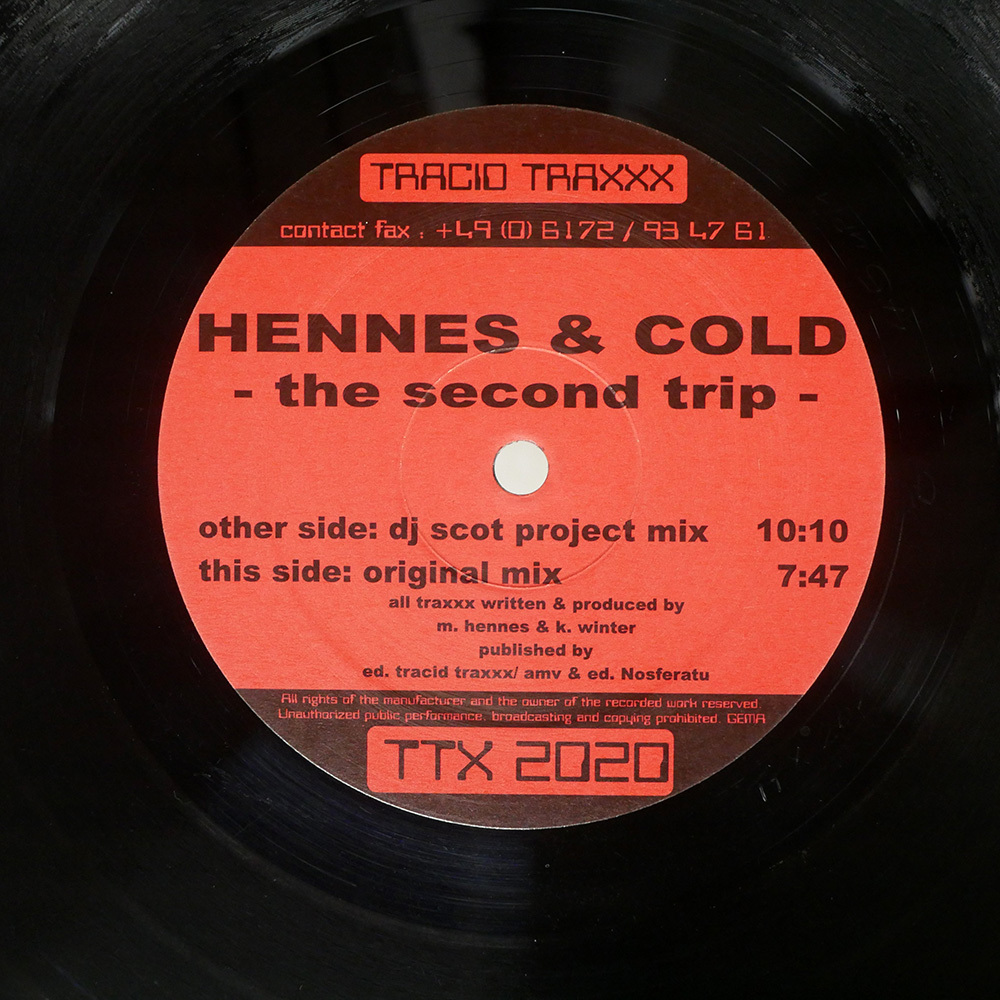 TRACID TRAXXX
contact fax : +49 (0) 6172 / 93 47 61
HENNES & COLD
- the second trip -
other side: dj scot project mix 10:10
this side: original mix 7:47
all traxxx written & produced by
m. hennes & k. winter
published by
ed. tracid traxxx/ amv & ed. Nosferatu
All rights of the manufacturer and the owner of the recorded work reserved.
Unauthorized public performance, broadcasting and copying prohibited. GEMA
TTX 2020